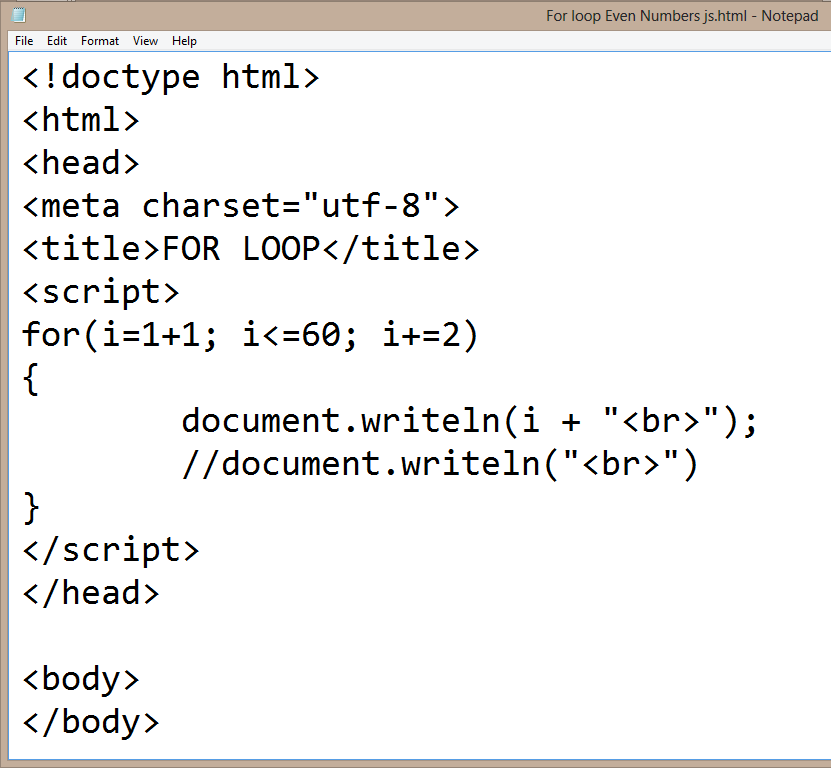 For loop Even Numbers js.html - Notepad
File Edit Format View Help
<!doctype html>
<html>
<head>
<meta charset="utf-8">
<title>FOR LOOP</title>
<script>
for(i=1+1; i<=60; i+=2)
{
        document.writeln(i + "<br>");
        //document.writeln("<br>")
}
</script>
</head>

<body>
</body>